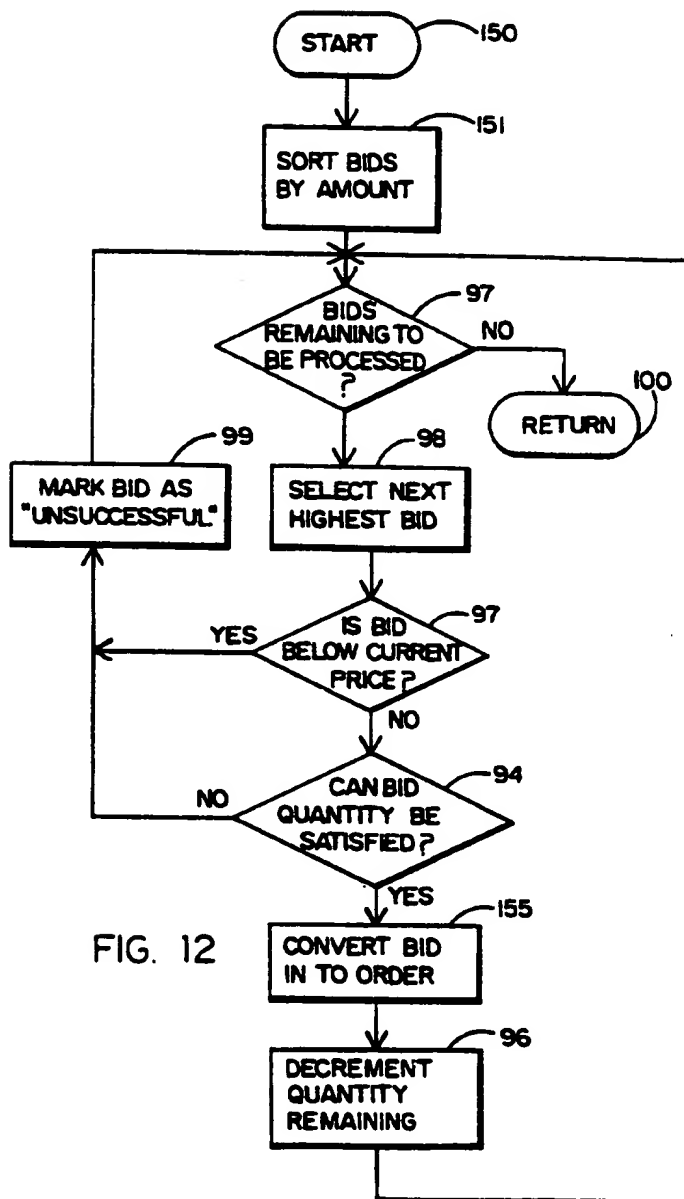 START
150
151
SORT BIDS
BY AMOUNT
97
BIDS
REMAINING TO
BE PROCESSED
?
NO
100
RETURN
99
MARK BID AS
"UNSUCCESSFUL"
98
SELECT NEXT
HIGHEST BID
97
YES
IS BID
BELOW CURRENT
PRICE?
NO
94
NO
CAN BID
QUANTITY BE
SATISFIED?
YES
155
FIG. 12
CONVERT BID
IN TO ORDER
96
DECREMENT
QUANTITY
REMAINING